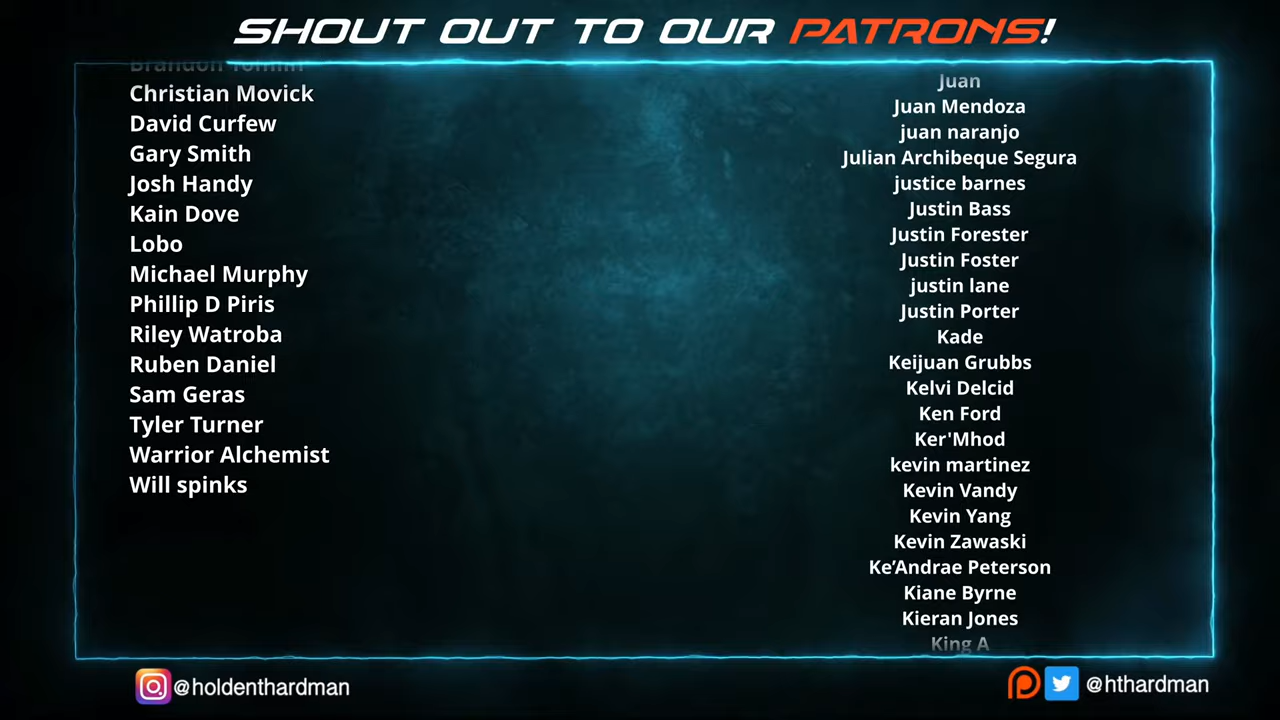 SHOUT OUT TO OUR PATRONS!
Brandon Tomlin
Christian Movick
David Curfew
Gary Smith
Josh Handy
Kain Dove
Lobo
Michael Murphy
Phillip D Piris
Riley Watroba
Ruben Daniel
Sam Geras
Tyler Turner
Warrior Alchemist
Will spinks
Juan
Juan Mendoza
juan naranjo
Julian Archibeque Segura
justice barnes
Justin Bass
Justin Forester
Justin Foster
justin lane
Justin Porter
Kade
Keijuan Grubbs
Kelvi Delcid
Ken Ford
Ker'Mhod
kevin martinez
Kevin Vandy
Kevin Yang
Kevin Zawaski
Ke’Andrae Peterson
Kiane Byrne
Kieran Jones
King A
@holdenthardman
@hthardman